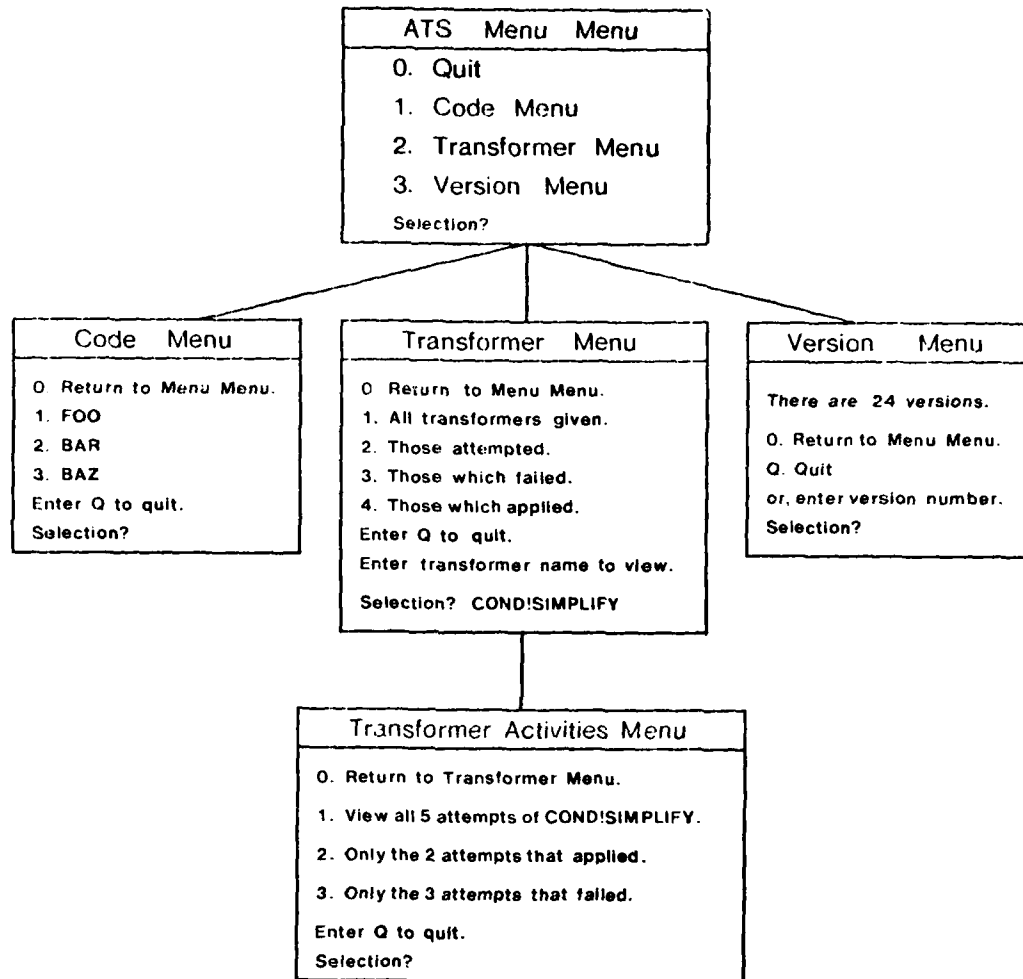 ATS Menu Menu
0. Quit
1. Code Menu
2. Transformer Menu
3. Version Menu
Selection?
Code Menu
0. Return to Menu Menu.
1. FOO
2. BAR
3. BAZ
Enter Q to quit.
Selection?
Transformer Menu
0 Return to Menu Menu.
1. All transformers given.
2. Those attempted.
3. Those which failed.
4. Those which applied.
Enter Q to quit.
Enter transformer name to view.
Selection? COND!SIMPLIFY
Version Menu
There are 24 versions.
0. Return to Menu Menu.
Q. Quit
or, enter version number.
Selection?
Transformer Activities Menu
0. Return to Transformer Menu.
1. View all 5 attempts of COND!SIMPLIFY.
2. Only the 2 attempts that applied.
3. Only the 3 attempts that failed.
Enter Q to quit.
Selection?